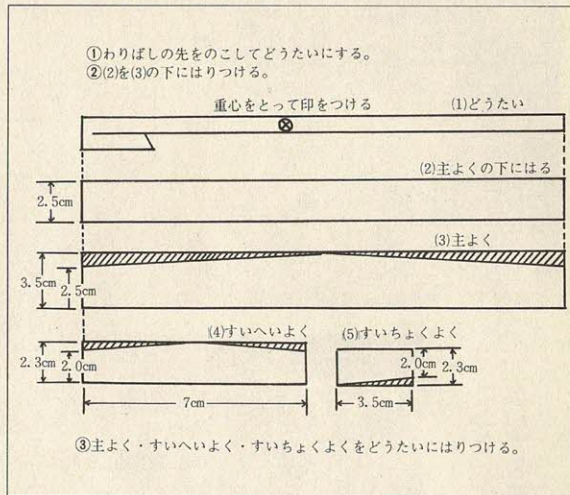 ①わりばしの先をのこしてどうたいにする。
②(2)を(3)の下にはりつける。
重心をとって印をつける
(1)どうたい
(2)主よくの下にはる
2.5cm
(3)主よく
3.5cm
2.5cm
(4)すいへいよく
(5)すいちょくよく
2.3cm
2.0cm
2.0cm
2.3cm
7cm
3.5cm
③主よく・すいへいよく・すいちょくよくをどうたいにはりつける。